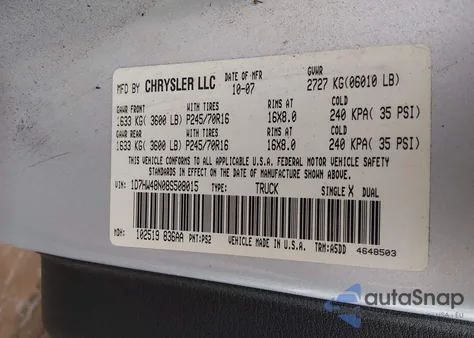 MFD BY CHRYSLER LLC DATE OF MFR 10-07 GVWR 2727 KG(06010 LB)
GAWR FRONT WITH TIRES RIMS AT COLD
1633 KG( 3600 LB) P245/70R16 16X8.0 240 KPA( 35 PSI)
GAWR REAR WITH TIRES RIMS AT COLD
1633 KG( 3600 LB) P245/70R16 16X8.0 240 KPA( 35 PSI)
THIS VEHICLE CONFORMS TO ALL APPLICABLE U.S.A. FEDERAL MOTOR VEHICLE SAFETY
STANDARDS IN EFFECT ON THE DATE OF MANUFACTURE SHOWN ABOVE
VIN: 1D7HW48N08S508015 TYPE: TRUCK SINGLE X DUAL
MDH: 102519 836AA PNT:PS2 VEHICLE MADE IN U.S.A. TRM:A5DD 4648503
autoSnap